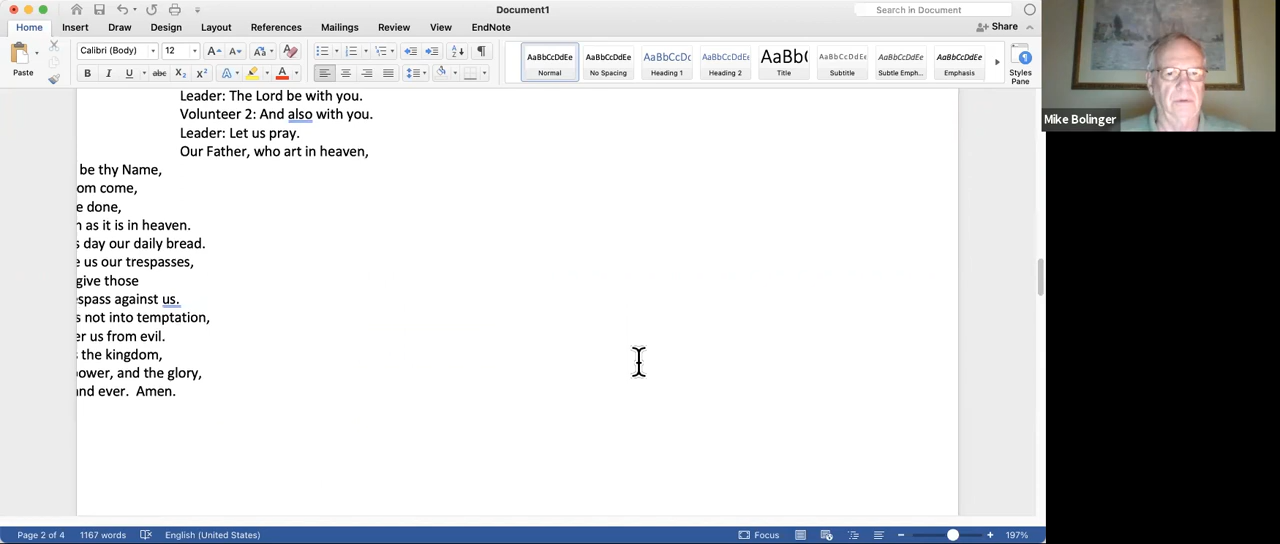 Document1
Search in Document
Home Insert Draw Design Layout References Mailings Review View EndNote
Share
Paste
Calibri (Body) 12
AaBbCcDdEe AaBbCcDdEe AaBbCcDc AaBbCcDdE AaBb( AaBbCcDdEe AaBbCcDdEe AaBbCcDdEe
Normal No Spacing Heading 1 Heading 2 Title Subtitle Subtle Emph... Emphasis
Styles
Pane
Mike Bolinger
Leader: The Lord be with you.
Volunteer 2: And also with you.
Leader: Let us pray.
Our Father, who art in heaven,
be thy Name,
om come,
e done,
as it is in heaven.
s day our daily bread.
e us our trespasses,
give those
spass against us.
s not into temptation,
er us from evil.
the kingdom,
ower, and the glory,
nd ever. Amen.
Page 2 of 4 1167 words English (United States) Focus 197%